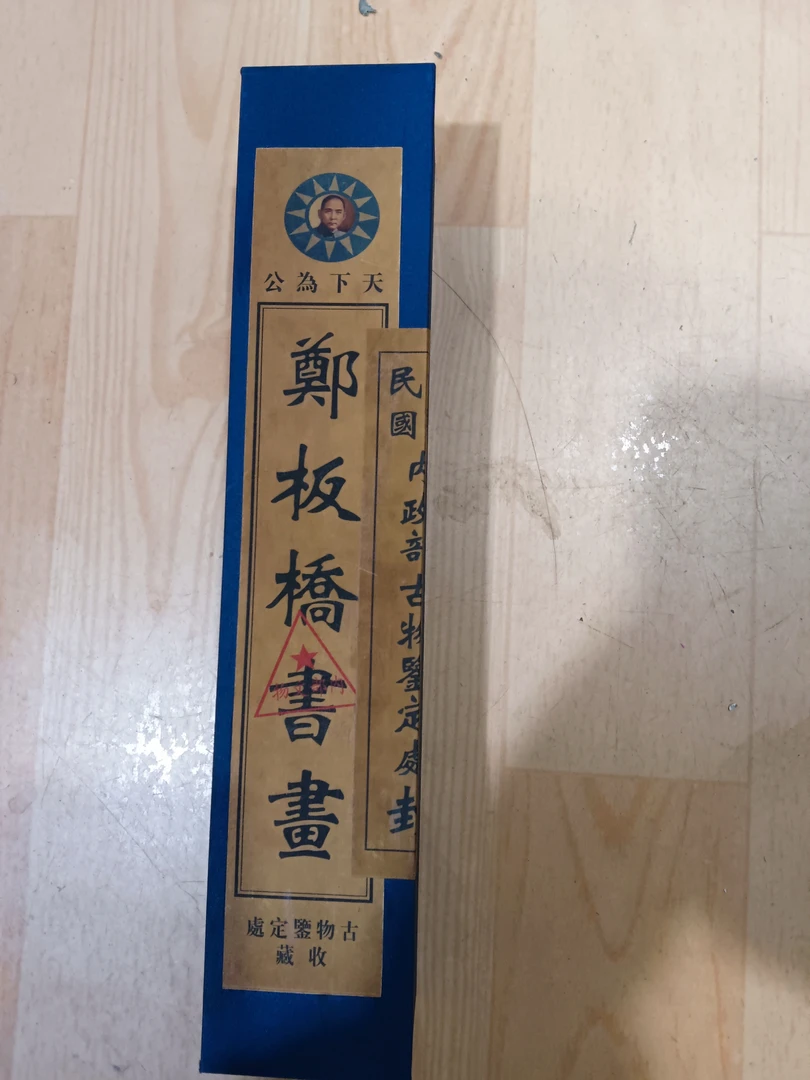 天下為公
鄭板橋書畫
民國
內政部古物鑒定處封
古物鑒定處
收藏